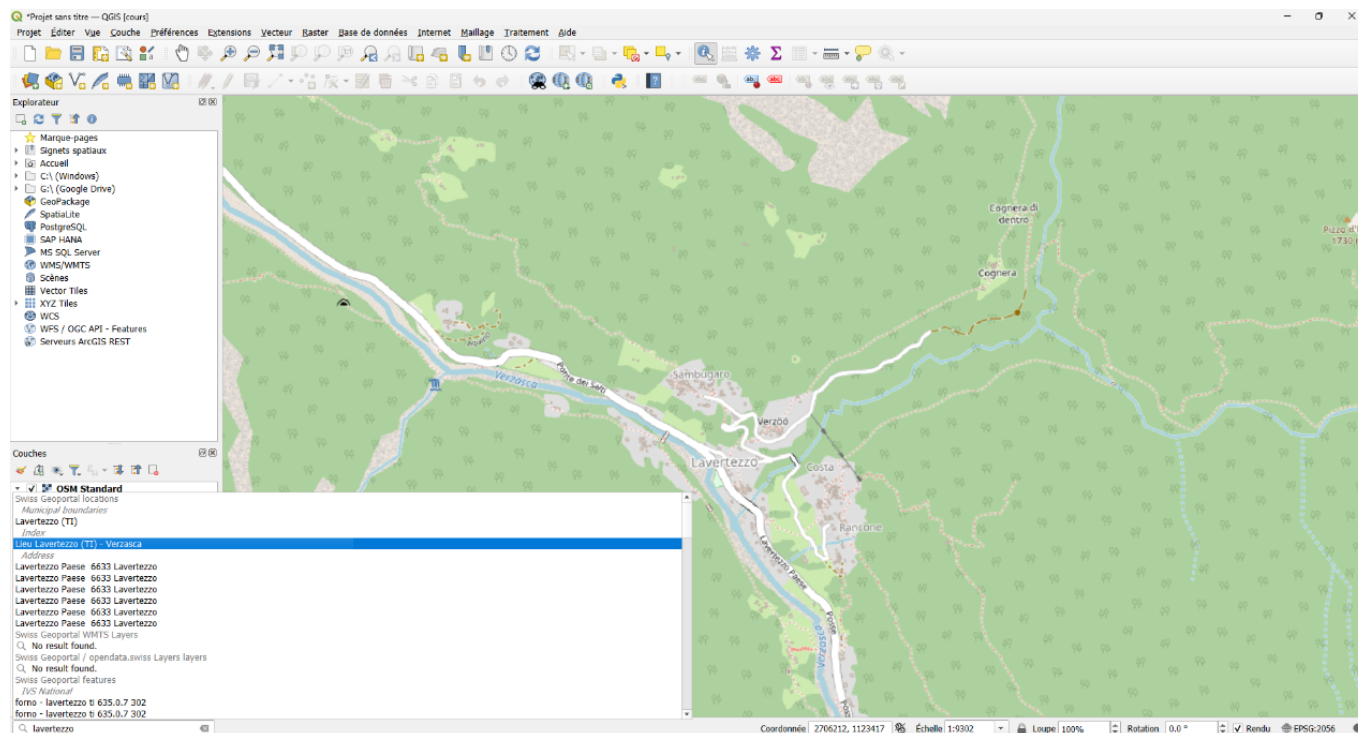 *Projet sans titre — QGIS [cours]
Projet Éditer Vue Couche Préférences Extensions Vecteur Raster Base de données Internet Maillage Traitement Aide
Explorateur
Marque-pages
Signets spatiaux
Accueil
C:\ (Windows)
G:\ (Google Drive)
GeoPackage
SpatiaLite
PostgreSQL
SAP HANA
MS SQL Server
WMS/WMTS
Scènes
Vector Tiles
XYZ Tiles
WCS
WFS / OGC API - Features
Serveurs ArcGIS REST
Cognera di
dentro
Pizzo d'
1730
Cognera
Aquino
Verzasca
Ponte dei Salti
Sambugaro
Verzöö
Lavertezzo
Costa
Rancone
Lavertezzo Paese
Posse
Verzasca
Couches
OSM Standard
Swiss Geoportal locations
Municipal boundaries
Lavertezzo (TI)
Index
Lieu Lavertezzo (TI) - Verzasca
Address
Lavertezzo Paese 6633 Lavertezzo
Lavertezzo Paese 6633 Lavertezzo
Lavertezzo Paese 6633 Lavertezzo
Lavertezzo Paese 6633 Lavertezzo
Lavertezzo Paese 6633 Lavertezzo
Lavertezzo Paese 6633 Lavertezzo
Swiss Geoportal WMTS Layers
No result found.
Swiss Geoportal / opendata.swiss Layers layers
No result found.
Swiss Geoportal features
IVS National
forno - lavertezzo ti 635.0.7 302
forno - lavertezzo ti 635.0.7 302
lavertezzo
Coordonnée 2706212, 1123417 Échelle 1:9302 Loupe 100% Rotation 0.0 ° Rendu EPSG:2056